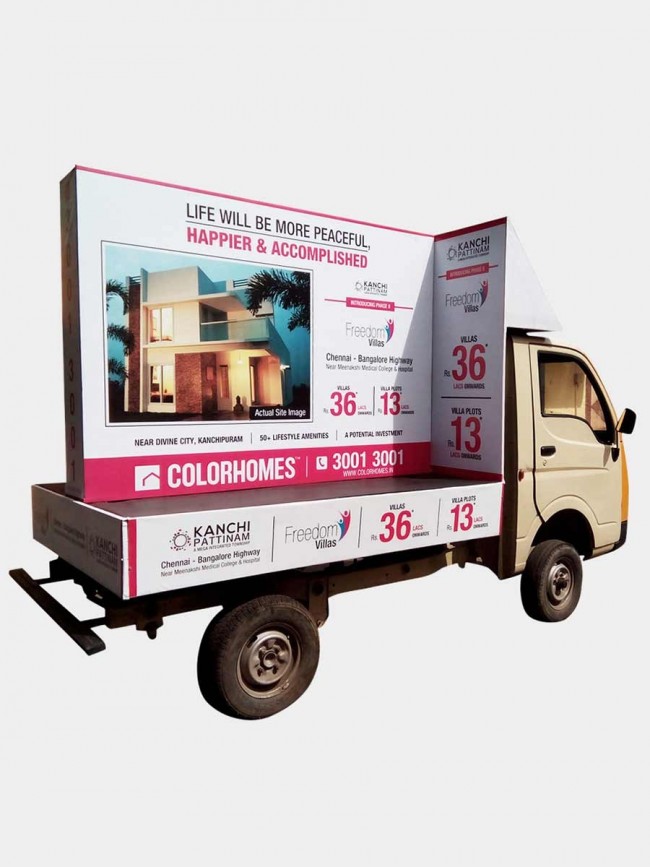 LIFE WILL BE MORE PEACEFUL,
HAPPIER & ACCOMPLISHED
Actual Site Image
KANCHI
PATTINAM
INTRODUCING PHASE II
Freedom
Villas
Chennai - Bangalore Highway
Near Meenakshi Medical College & Hospital
VILLAS
Rs. 36* LACS ONWARDS
VILLA PLOTS
Rs. 13* LACS ONWARDS
NEAR DIVINE CITY, KANCHIPURAM | 50+ LIFESTYLE AMENITIES | A POTENTIAL INVESTMENT
COLORHOMES™
3001 3001
WWW.COLORHOMES.IN
KANCHI
PATTINAM
INTRODUCING PHASE II
Freedom
Villas
VILLAS
Rs. 36*
LACS ONWARDS
VILLA PLOTS
Rs. 13*
LACS ONWARDS
KANCHI
PATTINAM
A MEGA INTEGRATED TOWNSHIP
Chennai - Bangalore Highway
Near Meenakshi Medical College & Hospital
Freedom
Villas
VILLAS
Rs. 36* LACS ONWARDS
VILLA PLOTS
Rs. 13* LACS ONWARDS
KANCHI
PATTINAM